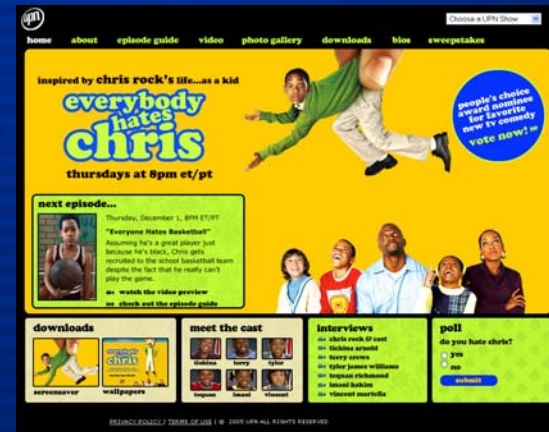 upn
Choose a UPN Show
home about episode guide video photo gallery downloads bios sweepstakes
inspired by chris rock's life...as a kid
everybody
hates
chris
thursdays at 8pm et/pt
people's choice
award nominee
for favorite
new tv comedy
vote now!
next episode...
Thursday, December 1, 8PM ET/PT
"Everyone Hates Basketball"
Assuming he's a great player just
because he's black, Chris gets
recruited to the school basketball team
despite the fact that he really can't
play the game.
watch the video preview
check out the episode guide
downloads
everybody
hates
chris
screensaver wallpapers
meet the cast
tichina terry tyler
tequan imani vincent
interviews
chris rock & cast
tichina arnold
terry crews
tyler james williams
tequan richmond
imani hakim
vincent martella
poll
do you hate chris?
yes
no
submit
PRIVACY POLICY | TERMS OF USE | © 2005 UPN ALL RIGHTS RESERVED